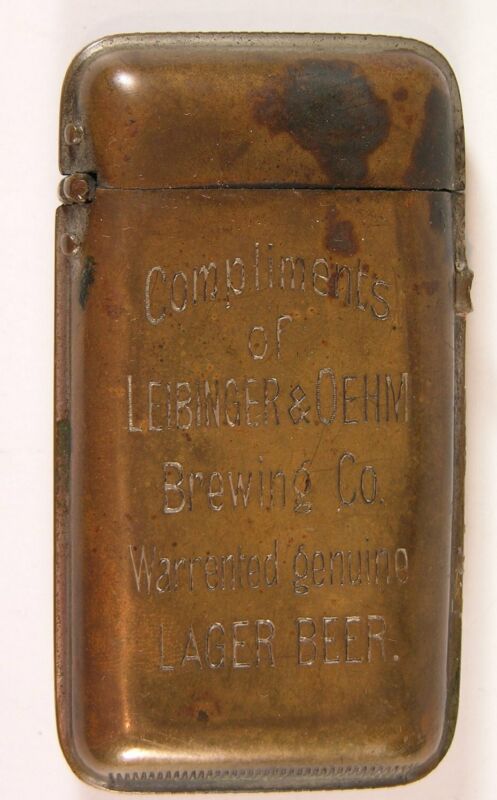 Compliments
of
LEIBINGER & OEHM
Brewing Co.
Warrented genuine
LAGER BEER.